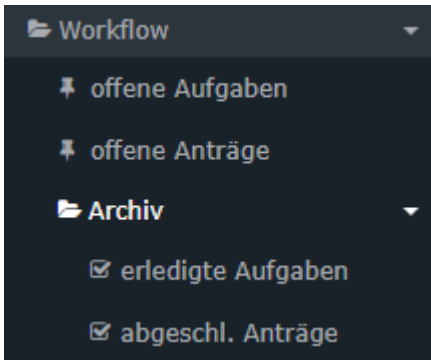 Workflow
offene Aufgaben
offene Anträge
Archiv
erledigte Aufgaben
abgeschl. Anträge